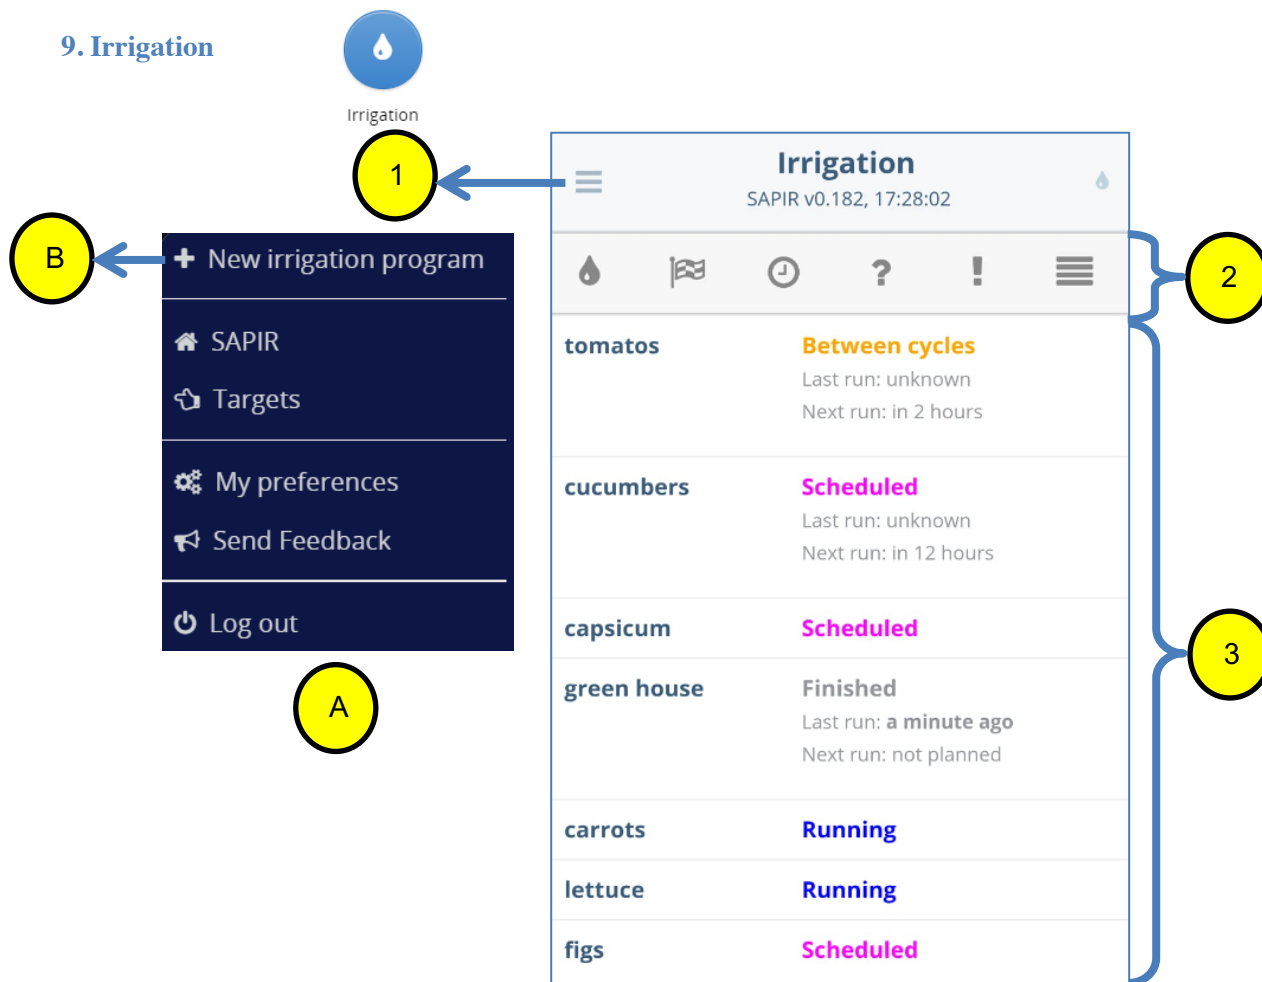 9. Irrigation
Irrigation
1
Irrigation
SAPIR v0.182, 17:28:02
B
+ New irrigation program
SAPIR
Targets
My preferences
Send Feedback
Log out
A
? !
2
tomatos Between cycles
Last run: unknown
Next run: in 2 hours
cucumbers Scheduled
Last run: unknown
Next run: in 12 hours
capsicum Scheduled
green house Finished
Last run: a minute ago
Next run: not planned
carrots Running
lettuce Running
figs Scheduled
3